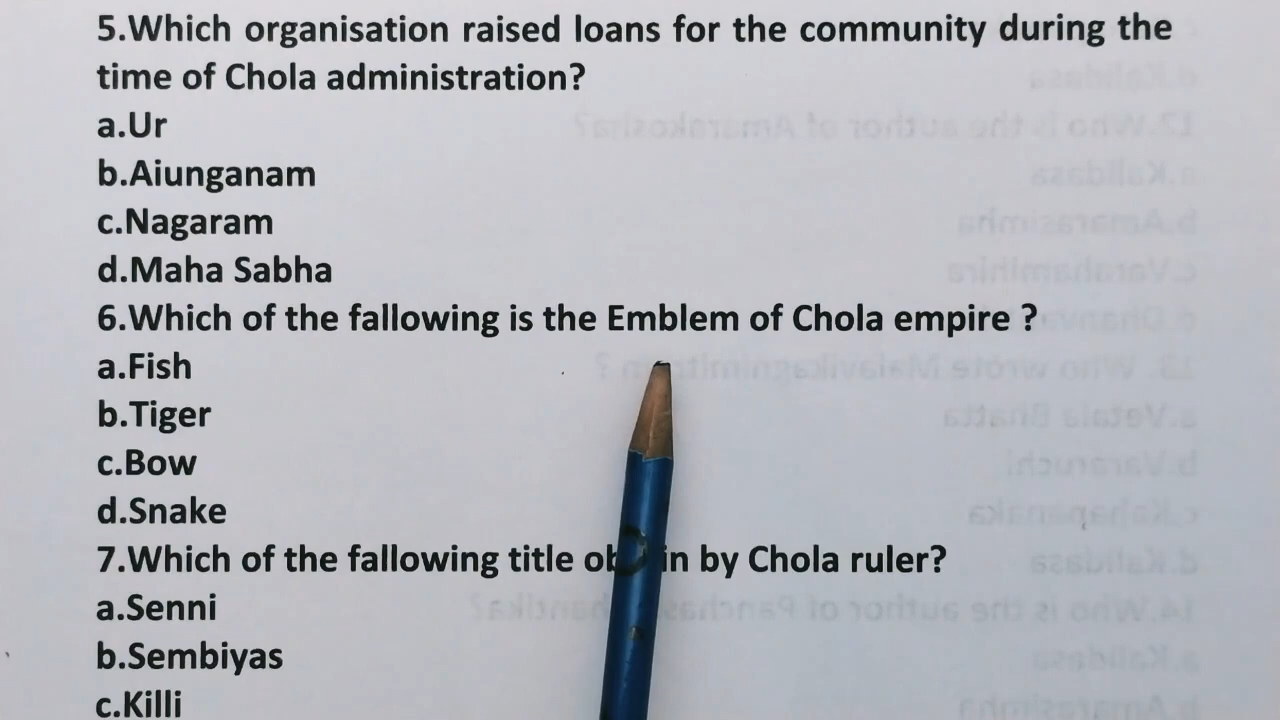 5.Which organisation raised loans for the community during the
time of Chola administration?
a.Ur
b.Aiunganam
c.Nagaram
d.Maha Sabha
6.Which of the fallowing is the Emblem of Chola empire ?
a.Fish
b.Tiger
c.Bow
d.Snake
7.Which of the fallowing title by Chola ruler?
a.Senni
b.Sembiyas
c.Killi